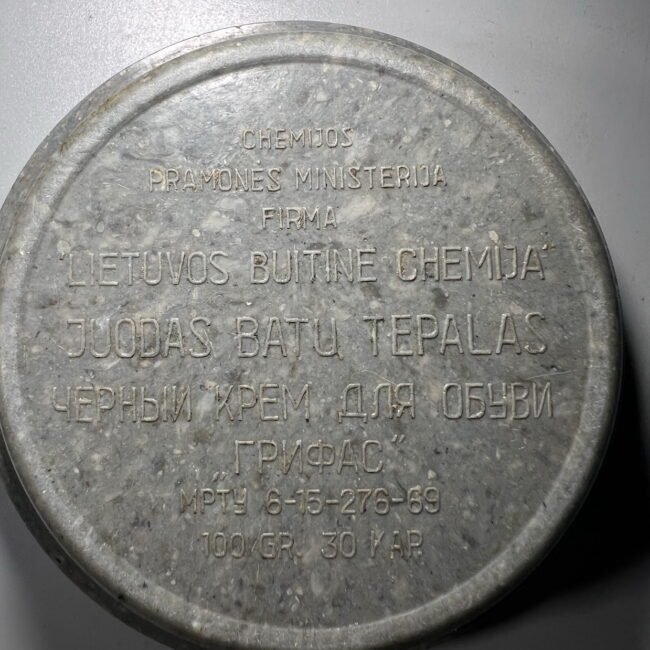 CHEMIJOS
PRAMONĖS MINISTERIJA
FIRMA
"LIETUVOS BUITINĖ CHEMIJA"
JUODAS BATŲ TEPALAS
ЧЁРНЫЙ КРЕМ ДЛЯ ОБУВИ
„ГРИФАС"
МРТУ 6-15-276-69
100 GR. 30 KAP.